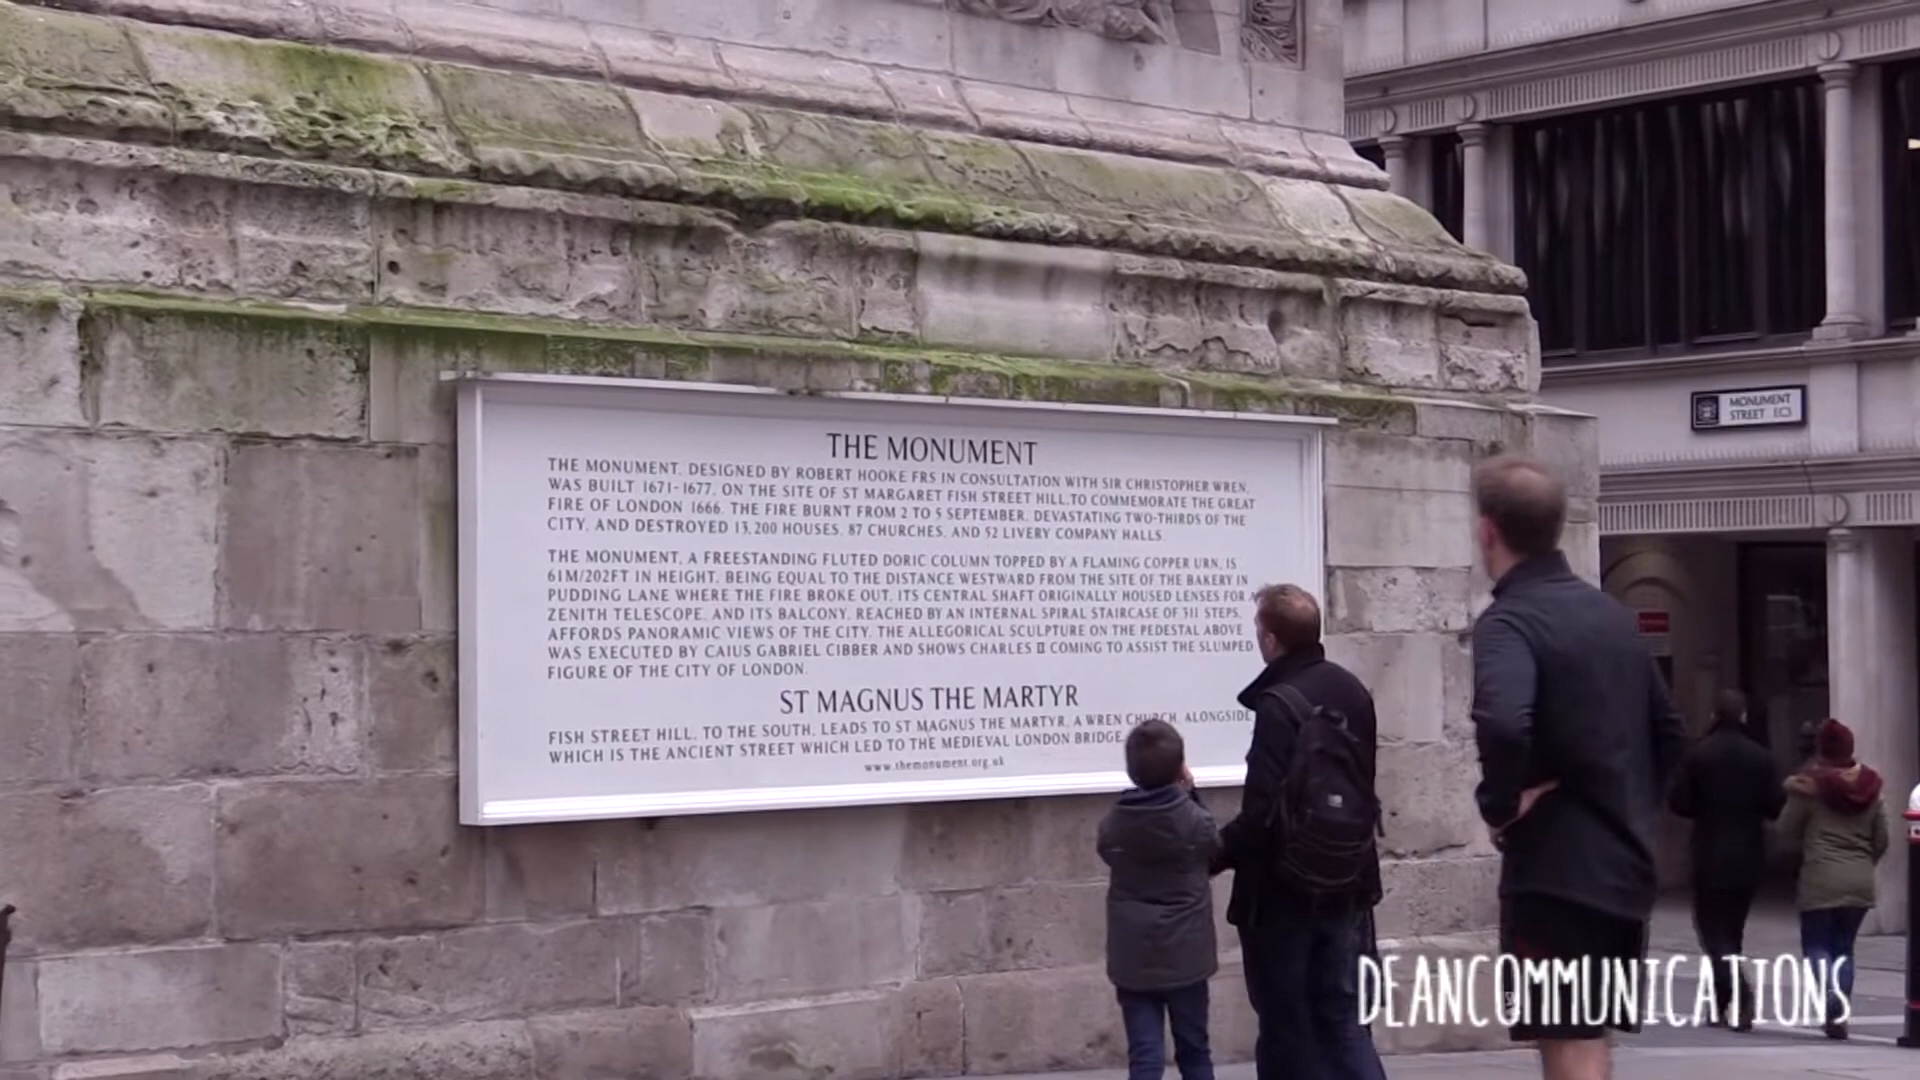 THE MONUMENT
THE MONUMENT, DESIGNED BY ROBERT HOOKE FRS IN CONSULTATION WITH SIR CHRISTOPHER WREN,
WAS BUILT 1671-1677, ON THE SITE OF ST MARGARET FISH STREET HILL, TO COMMEMORATE THE GREAT
FIRE OF LONDON 1666. THE FIRE BURNT FROM 2 TO 5 SEPTEMBER, DEVASTATING TWO-THIRDS OF THE
CITY, AND DESTROYED 13,200 HOUSES, 87 CHURCHES, AND 52 LIVERY COMPANY HALLS.
THE MONUMENT, A FREESTANDING FLUTED DORIC COLUMN TOPPED BY A FLAMING COPPER URN, IS
61M/202FT IN HEIGHT, BEING EQUAL TO THE DISTANCE WESTWARD FROM THE SITE OF THE BAKERY IN
PUDDING LANE WHERE THE FIRE BROKE OUT. ITS CENTRAL SHAFT ORIGINALLY HOUSED LENSES FOR A
ZENITH TELESCOPE, AND ITS BALCONY, REACHED BY AN INTERNAL SPIRAL STAIRCASE OF 311 STEPS,
AFFORDS PANORAMIC VIEWS OF THE CITY. THE ALLEGORICAL SCULPTURE ON THE PEDESTAL ABOVE
WAS EXECUTED BY CAIUS GABRIEL CIBBER AND SHOWS CHARLES II COMING TO ASSIST THE SLUMPED
FIGURE OF THE CITY OF LONDON.
ST MAGNUS THE MARTYR
FISH STREET HILL, TO THE SOUTH, LEADS TO ST MAGNUS THE MARTYR, A WREN CHURCH, ALONGSIDE
WHICH IS THE ANCIENT STREET WHICH LED TO THE MEDIEVAL LONDON BRIDGE.
www.themonument.org.uk
MONUMENT
STREET EC3
DEANCOMMUNICATIONS